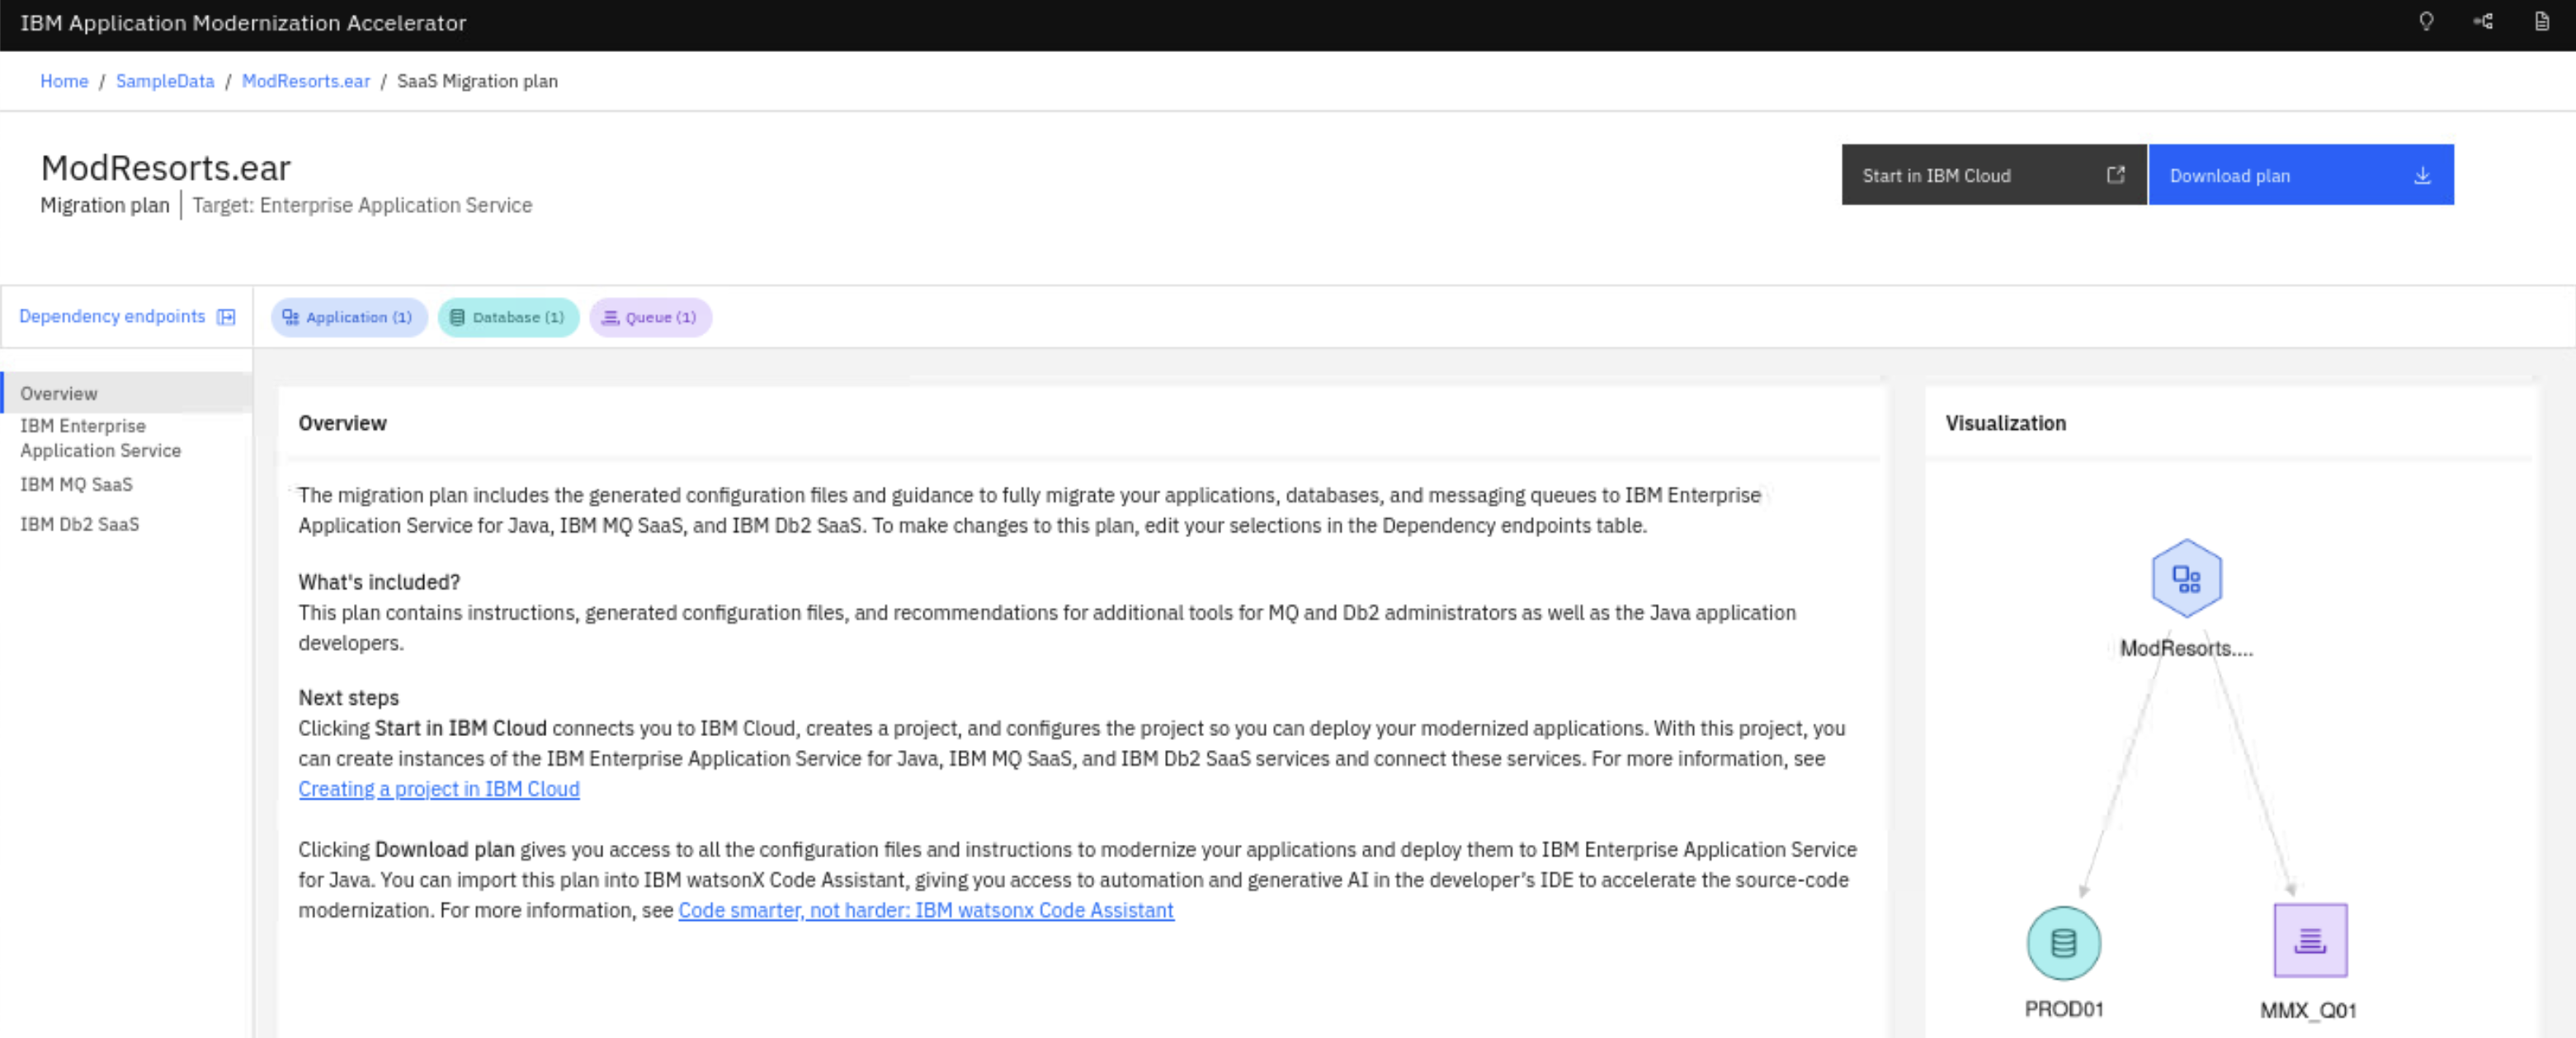 IBM Application Modernization Accelerator
Home / SampleData / ModResorts.ear / SaaS Migration plan
ModResorts.ear
Migration plan | Target: Enterprise Application Service
Start in IBM Cloud
Download plan
Dependency endpoints
Application (1)
Database (1)
Queue (1)
Overview
IBM Enterprise
Application Service
IBM MQ SaaS
IBM Db2 SaaS
Overview
The migration plan includes the generated configuration files and guidance to fully migrate your applications, databases, and messaging queues to IBM Enterprise
Application Service for Java, IBM MQ SaaS, and IBM Db2 SaaS. To make changes to this plan, edit your selections in the Dependency endpoints table.
What's included?
This plan contains instructions, generated configuration files, and recommendations for additional tools for MQ and Db2 administrators as well as the Java application
developers.
Next steps
Clicking Start in IBM Cloud connects you to IBM Cloud, creates a project, and configures the project so you can deploy your modernized applications. With this project, you
can create instances of the IBM Enterprise Application Service for Java, IBM MQ SaaS, and IBM Db2 SaaS services and connect these services. For more information, see
Creating a project in IBM Cloud
Clicking Download plan gives you access to all the configuration files and instructions to modernize your applications and deploy them to IBM Enterprise Application Service
for Java. You can import this plan into IBM watsonX Code Assistant, giving you access to automation and generative AI in the developer's IDE to accelerate the source-code
modernization. For more information, see Code smarter, not harder: IBM watsonx Code Assistant
Visualization
ModResorts....
PROD01
MMX_Q01